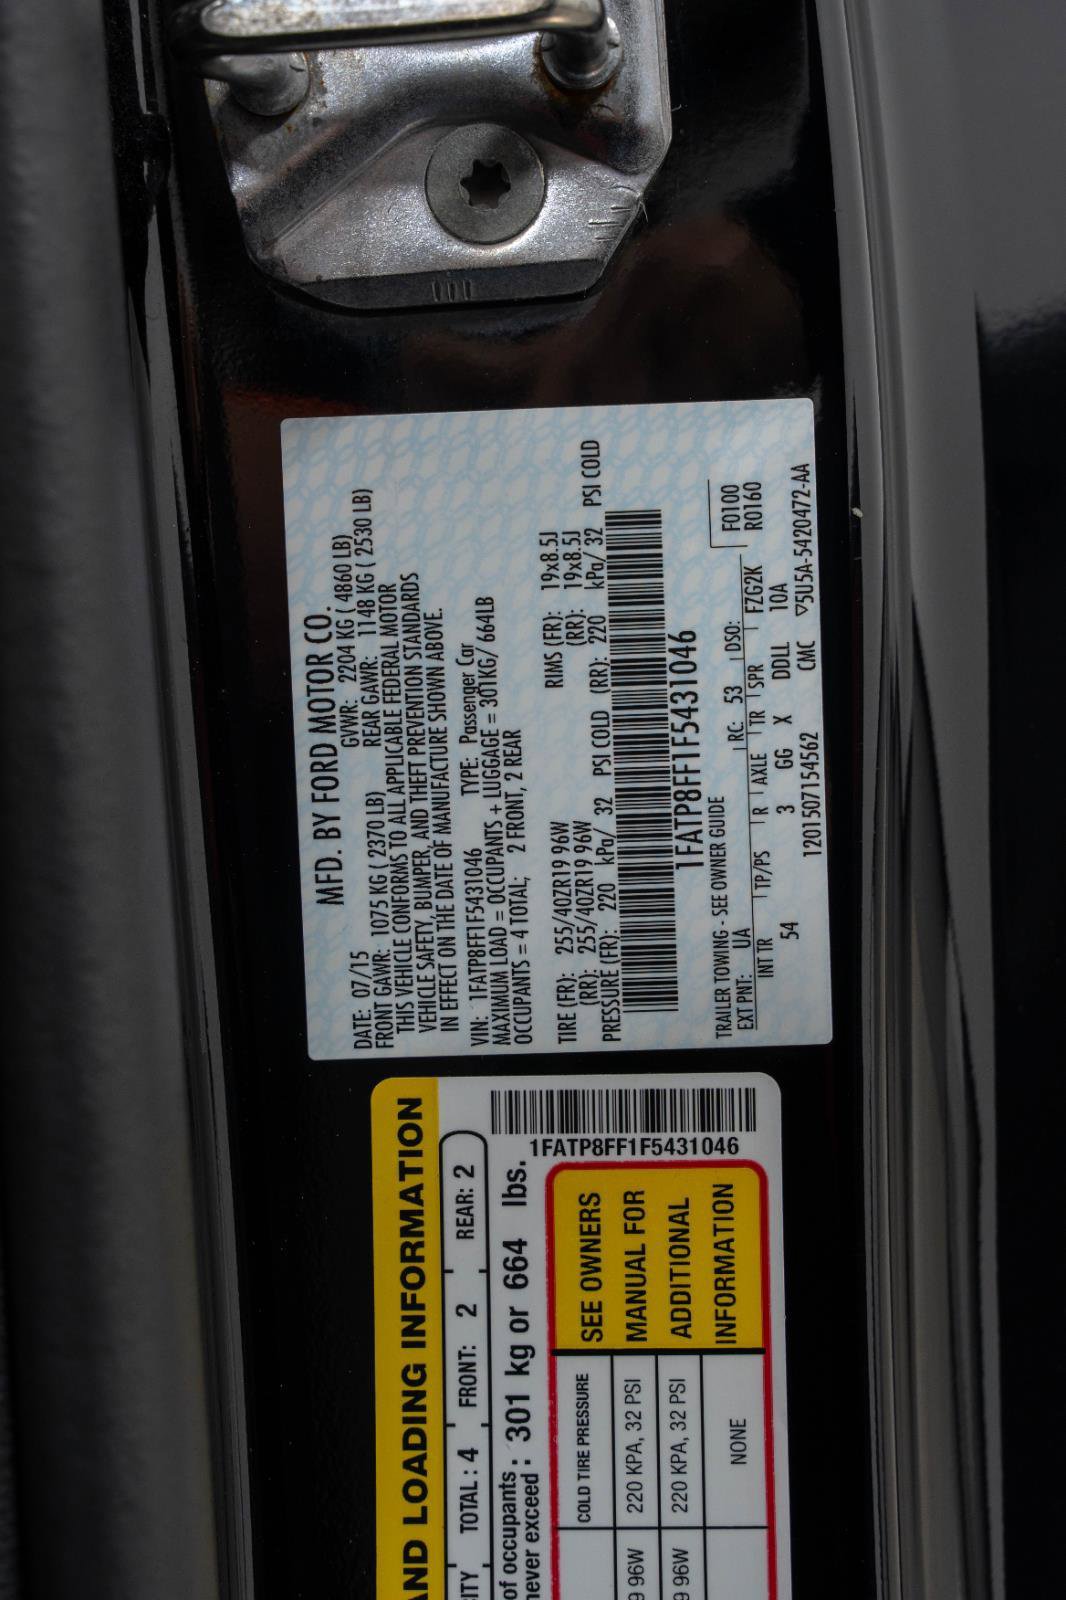 MFD. BY FORD MOTOR CO.
DATE: 07/15 GVWR: 2204 KG ( 4860 LB)
FRONT GAWR: 1075 KG ( 2370 LB) REAR GAWR: 1148 KG ( 2530 LB)
THIS VEHICLE CONFORMS TO ALL APPLICABLE FEDERAL MOTOR
VEHICLE SAFETY, BUMPER, AND THEFT PREVENTION STANDARDS
IN EFFECT ON THE DATE OF MANUFACTURE SHOWN ABOVE.
VIN: 1FATP8FF1F5431046 TYPE: Passenger Car
MAXIMUM LOAD = OCCUPANTS + LUGGAGE = 301KG/ 664LB
OCCUPANTS = 4 TOTAL; 2 FRONT, 2 REAR
TIRE (FR): 255/40ZR19 96W RIMS (FR): 19x8.5J
(RR): 255/40ZR19 96W (RR): 19x8.5J
PRESSURE (FR): 220 kPa/ 32 PSI COLD (RR): 220 kPa/ 32 PSI COLD
1FATP8FF1F5431046
TRAILER TOWING - SEE OWNER GUIDE F0100
EXT PNT: UA RC: 53 DSO: R0160
INT TR TP/PS R AXLE TR SPR FZG2K
54 3 GG X DDLL 10A
1201507154562 CMC ▽5U5A-5420472-AA
AND LOADING INFORMATION
CITY TOTAL : 4 FRONT: 2 REAR: 2
of occupants
never exceed : 301 kg or 664 lbs.
1FATP8FF1F5431046
COLD TIRE PRESSURE SEE OWNERS
9 96W 220 KPA, 32 PSI MANUAL FOR
9 96W 220 KPA, 32 PSI ADDITIONAL
NONE INFORMATION